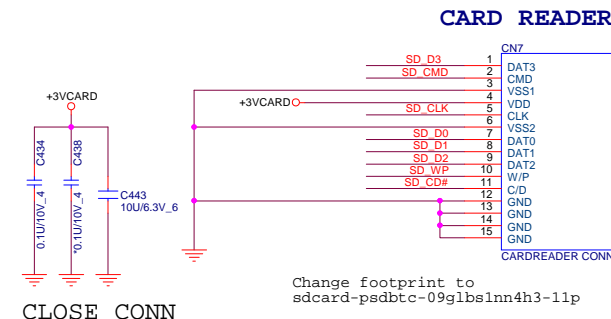 CARD READER
CN7
SD_D3 1 DAT3
SD_CMD 2 CMD
3 VSS1
+3VCARD 4 VDD
SD_CLK 5 CLK
6 VSS2
SD_D0 7 DAT0
SD_D1 8 DAT1
SD_D2 9 DAT2
SD_WP 10 W/P
SD_CD# 11 C/D
12 GND
13 GND
14 GND
15 GND
CARDREADER CONN
+3VCARD
C434
0.1U/10V_4
C438
*0.1U/10V_4
C443
10U/6.3V_6
CLOSE CONN
Change footprint to
sdcard-psdbtc-09glbs1nn4h3-11p